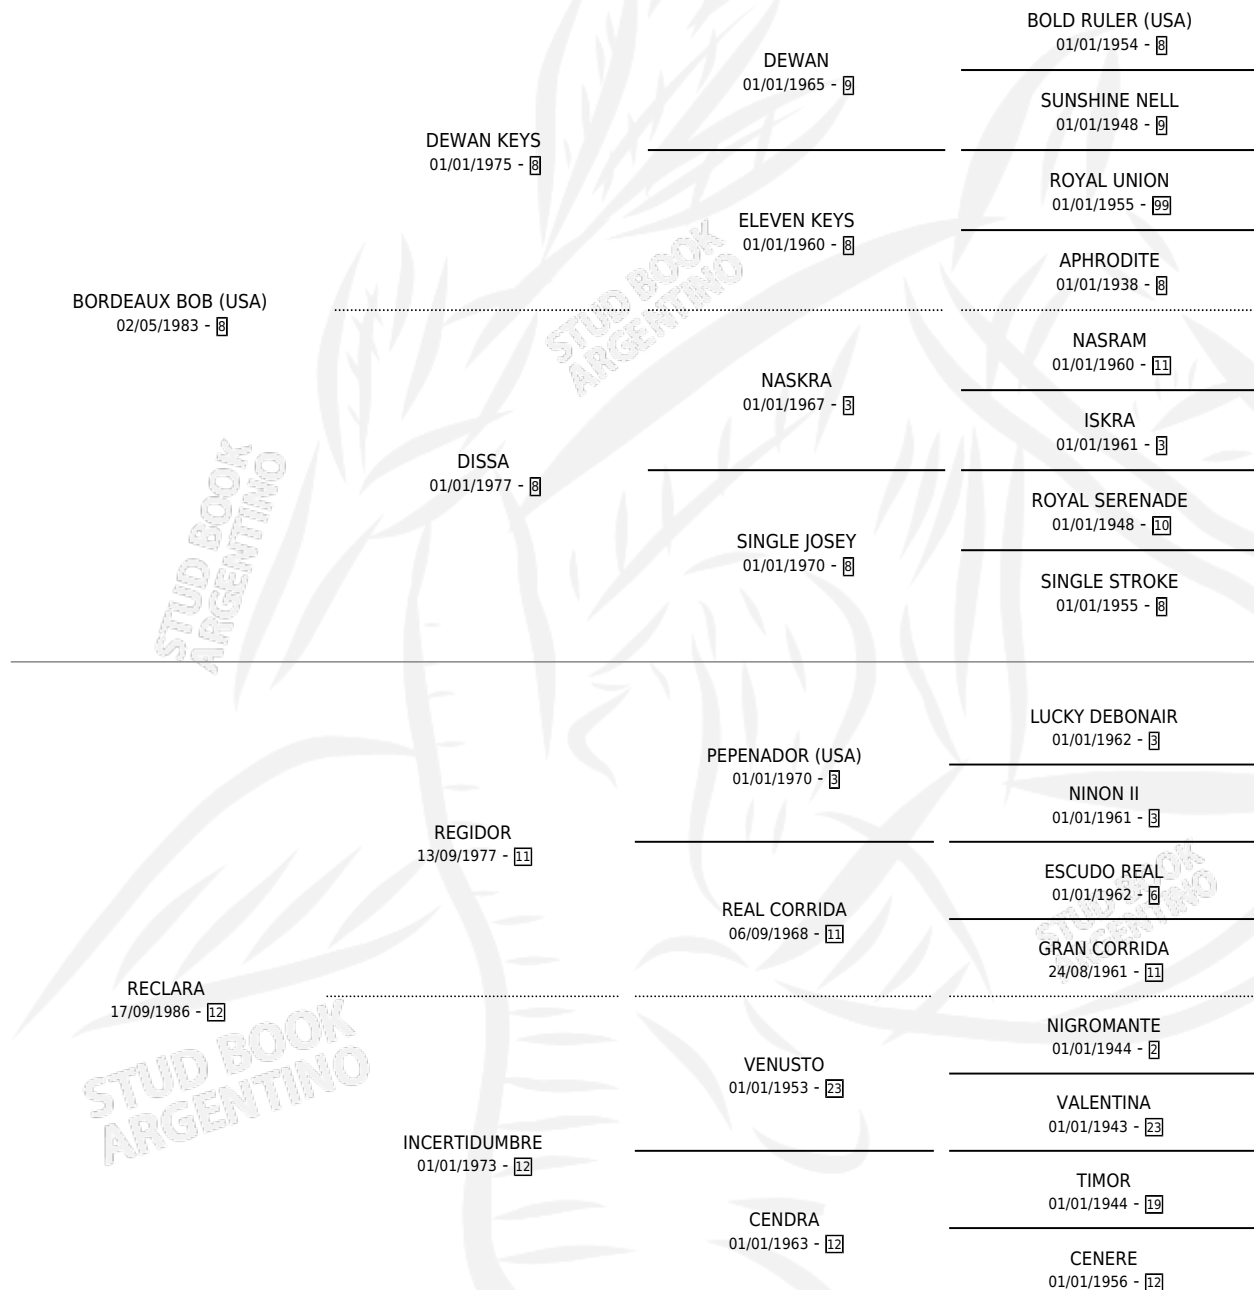 BOLD RULER (USA)
01/01/1954 - 8
DEWAN
01/01/1965 - 9
SUNSHINE NELL
01/01/1948 - 9
DEWAN KEYS
01/01/1975 - 8
ROYAL UNION
01/01/1955 - 99
ELEVEN KEYS
01/01/1960 - 8
APHRODITE
01/01/1938 - 8
BORDEAUX BOB (USA)
02/05/1983 - 8
NASRAM
01/01/1960 - 11
NASKRA
01/01/1967 - 3
ISKRA
01/01/1961 - 3
DISSA
01/01/1977 - 8
ROYAL SERENADE
01/01/1948 - 10
SINGLE JOSEY
01/01/1970 - 8
SINGLE STROKE
01/01/1955 - 8
LUCKY DEBONAIR
01/01/1962 - 3
PEPENADOR (USA)
01/01/1970 - 3
NINON II
01/01/1961 - 3
REGIDOR
13/09/1977 - 11
ESCUDO REAL
01/01/1962 - 6
REAL CORRIDA
06/09/1968 - 11
GRAN CORRIDA
24/08/1961 - 11
RECLARA
17/09/1986 - 12
NIGROMANTE
01/01/1944 - 2
VENUSTO
01/01/1953 - 23
VALENTINA
01/01/1943 - 23
INCERTIDUMBRE
01/01/1973 - 12
TIMOR
01/01/1944 - 19
CENDRA
01/01/1963 - 12
CENERE
01/01/1956 - 12
STUD BOOK
ARGENTINO
STUD BOOK
ARGENTINO
STUD BOOK
ARGENTINO
STUD BOOK
ARGENTINO